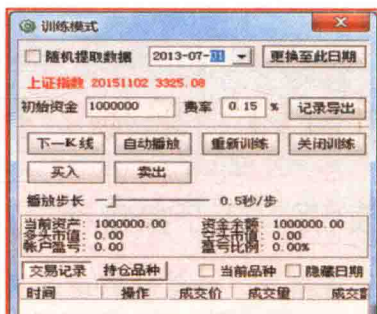 训练模式
随机提取数据 2013-07-01 更换至此日期
上证指数 20151102 3325.08
初始资金 1000000 费率 0.15 % 记录导出
下一K线 自动播放 重新训练 关闭训练
买入 卖出
播放步长 0.5秒/步
当前资产: 1000000.00 资金余额: 1000000.00
多头市值: 0.00 空头市值: 0.00
帐户盈亏: 0.00 盈亏比例: 0.00%
交易记录 持仓品种 当前品种 隐藏日期
时间 操作 成交价 成交量